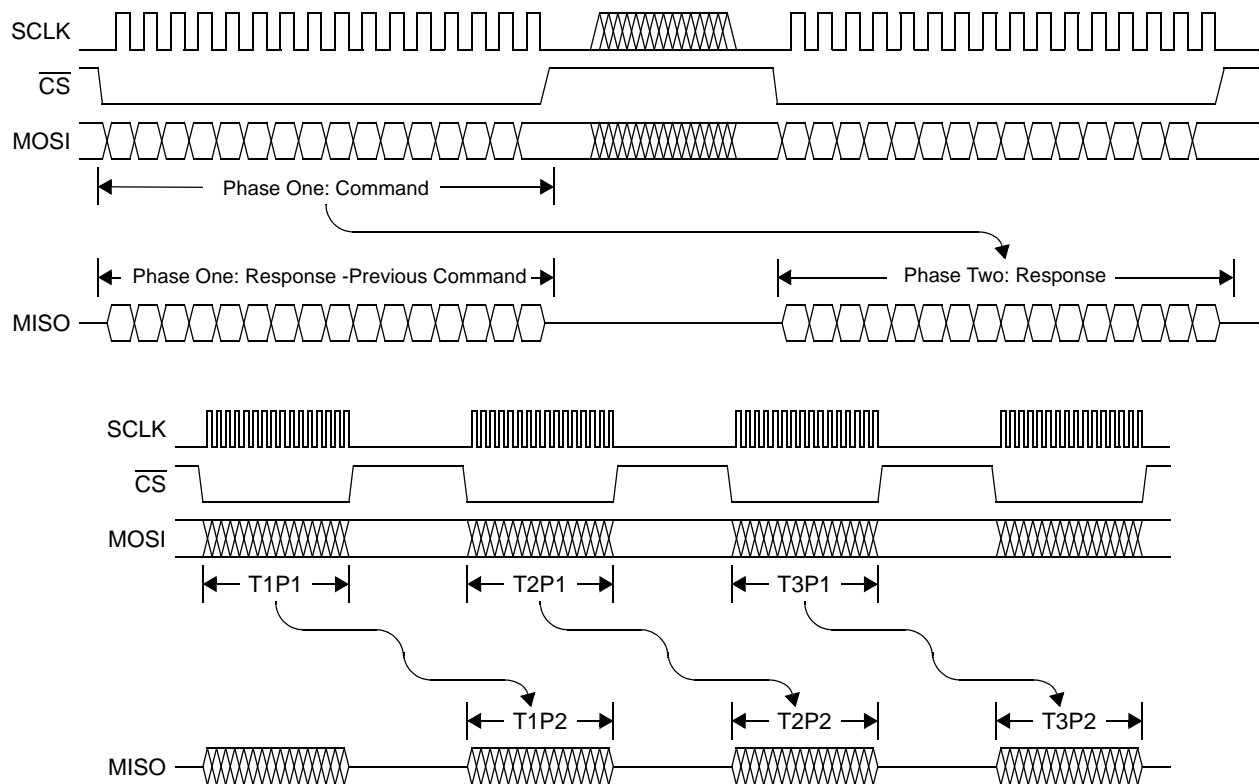 SCLK
CS
MOSI
Phase One: Command
Phase One: Response -Previous Command
Phase Two: Response
MISO
SCLK
CS
MOSI
T1P1
T2P1
T3P1
T1P2
T2P2
T3P2
MISO